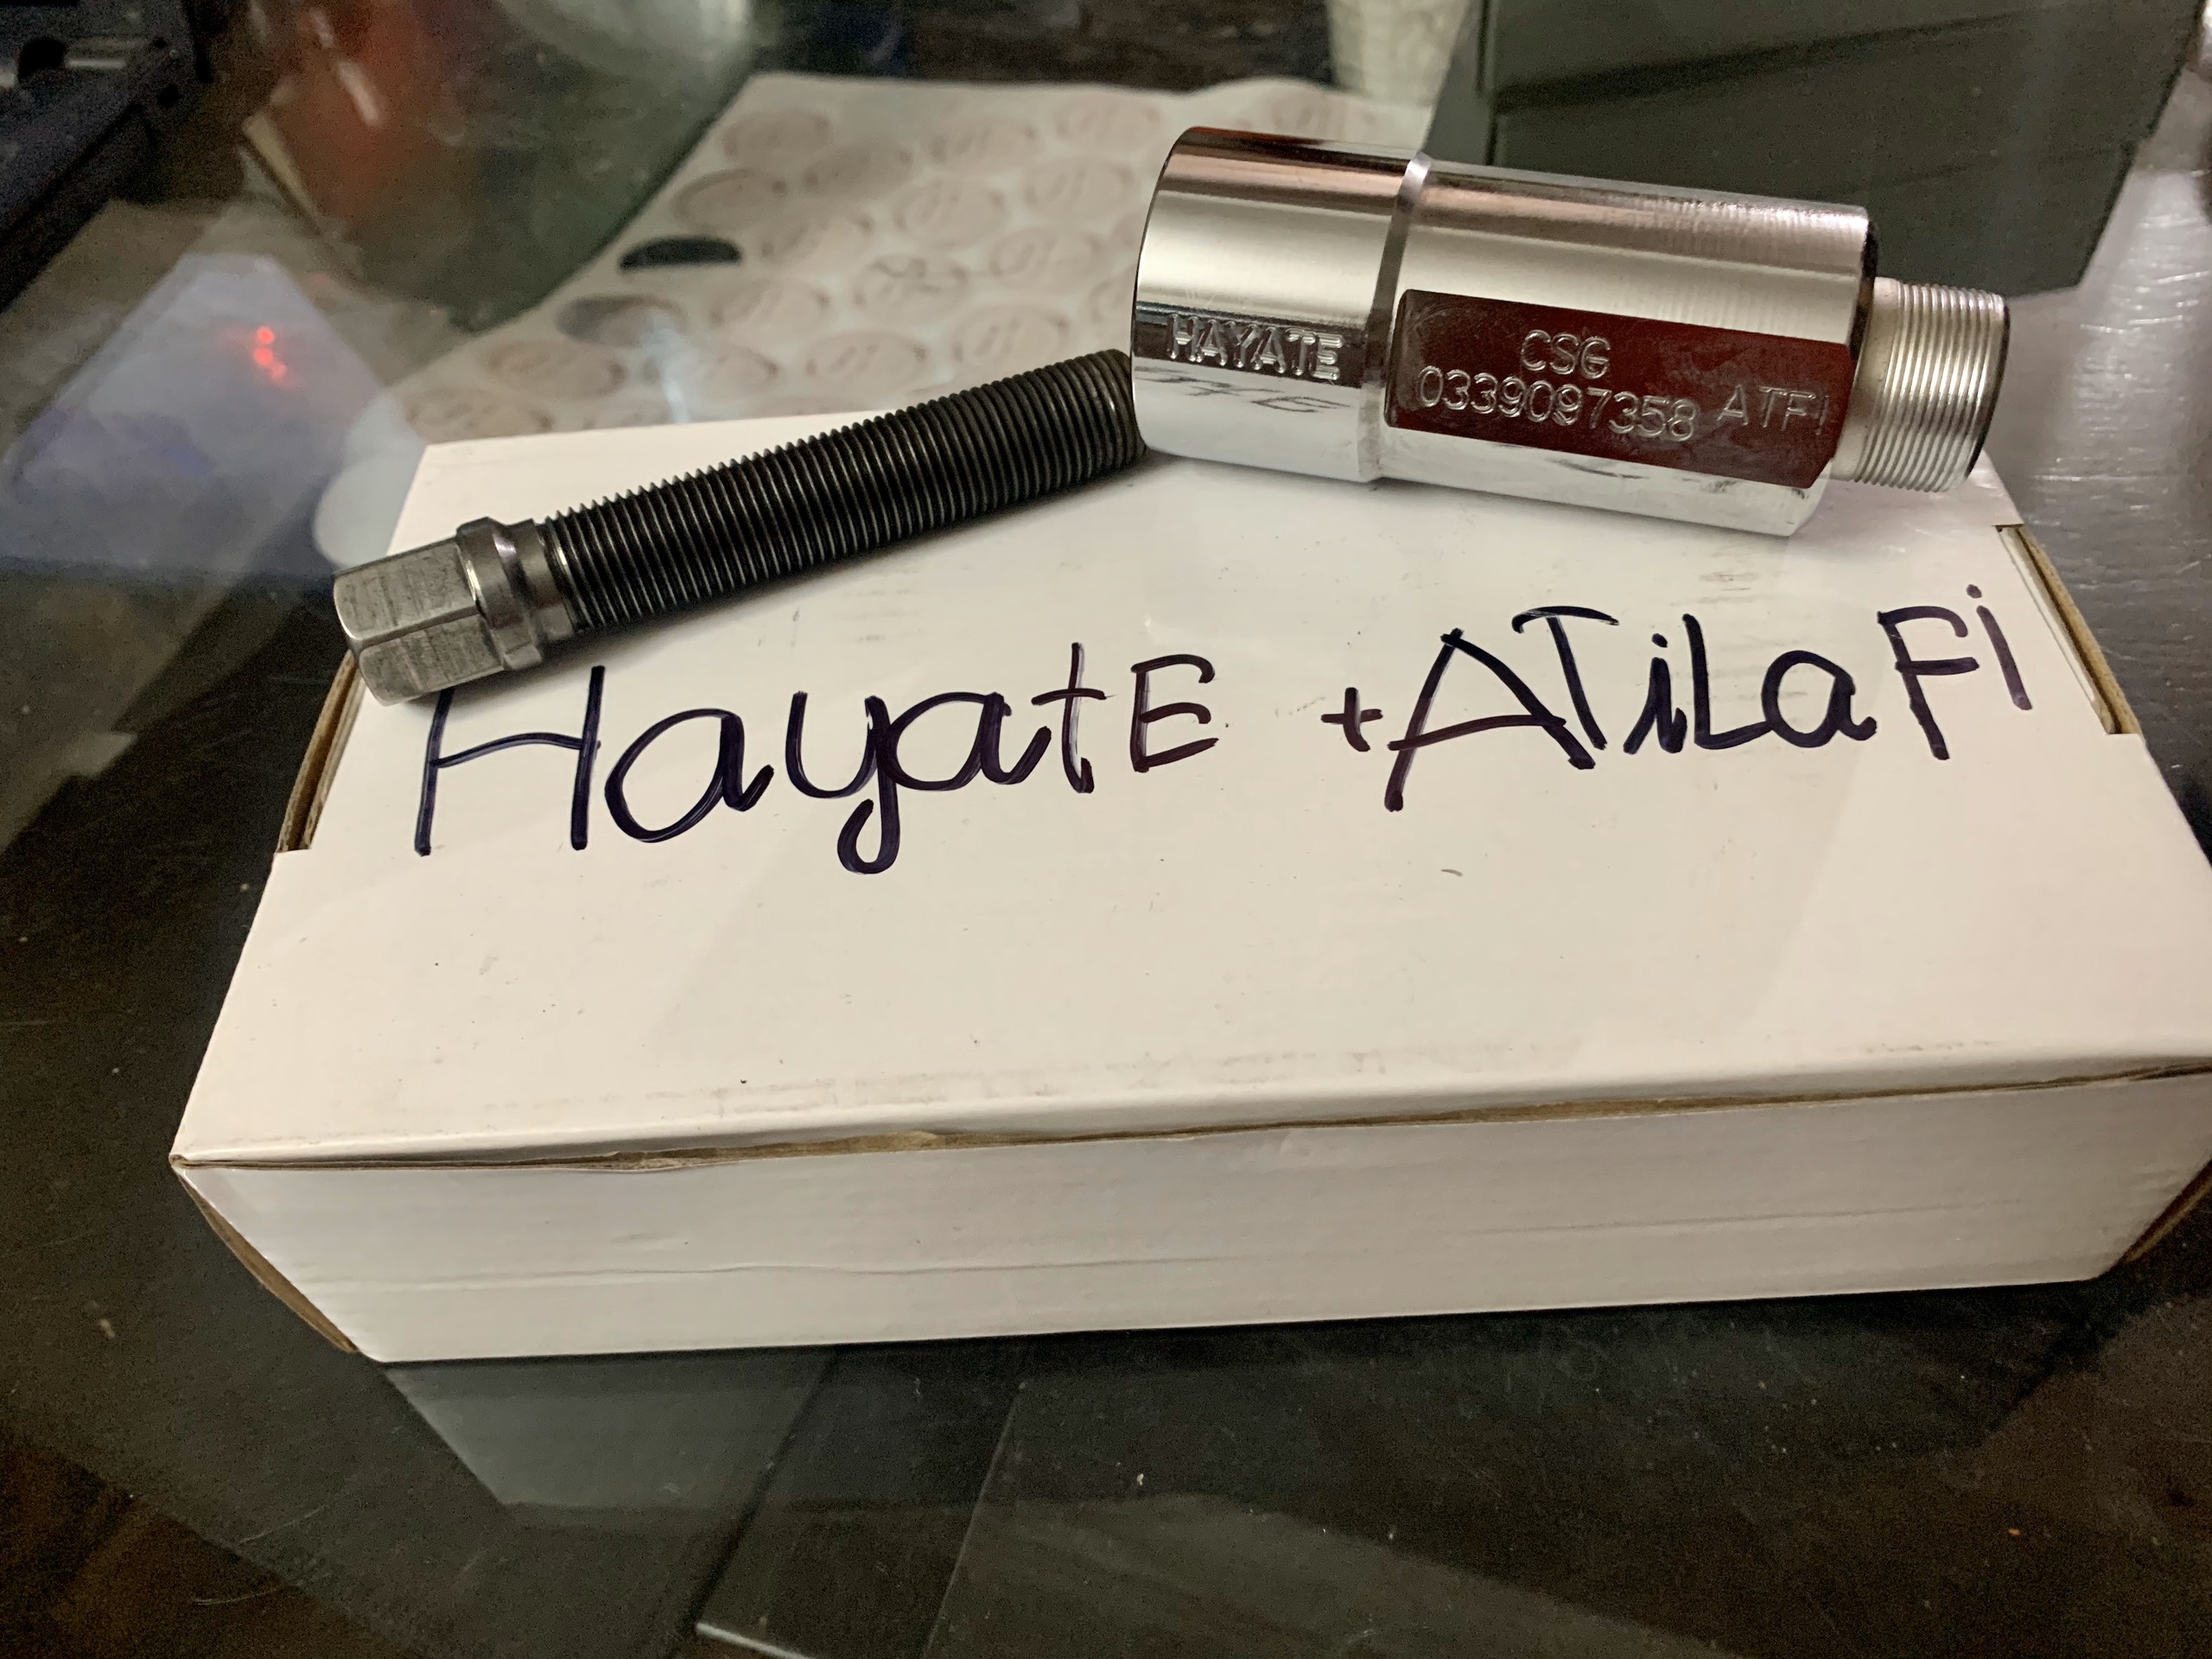 HAYATE
CSG
0339097358 ATFI
HayatE +ATiLaFi